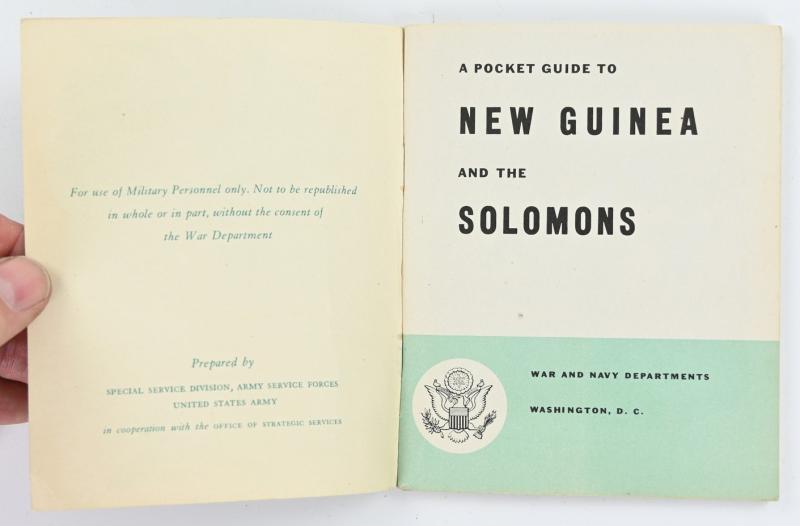 For use of Military Personnel only. Not to be republished
in whole or in part, without the consent of
the War Department
Prepared by
SPECIAL SERVICE DIVISION, ARMY SERVICE FORCES
UNITED STATES ARMY
in cooperation with the OFFICE OF STRATEGIC SERVICES
A POCKET GUIDE TO
NEW GUINEA
AND THE
SOLOMONS
WAR AND NAVY DEPARTMENTS
WASHINGTON, D. C.